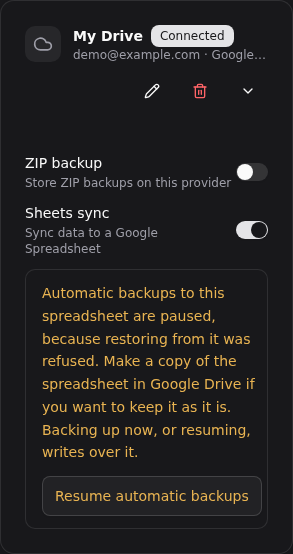 My Drive Connected
demo@example.com · Google…
ZIP backup
Store ZIP backups on this provider
Sheets sync
Sync data to a Google
Spreadsheet
Automatic backups to this
spreadsheet are paused,
because restoring from it was
refused. Make a copy of the
spreadsheet in Google Drive if
you want to keep it as it is.
Backing up now, or resuming,
writes over it.
Resume automatic backups